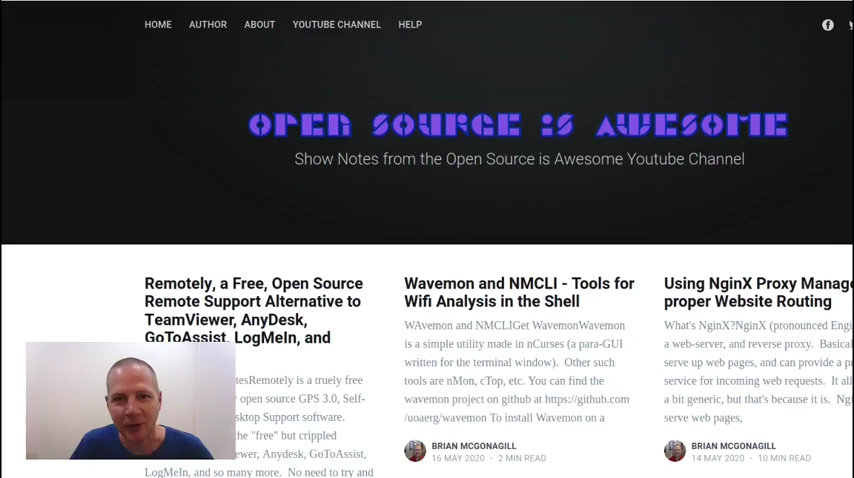 HOME AUTHOR ABOUT YOUTUBE CHANNEL HELP
OPEN SOURCE IS AWESOME
Show Notes from the Open Source is Awesome Youtube Channel
Remotely, a Free, Open Source
Remote Support Alternative to
TeamViewer, AnyDesk,
GoToAssist, LogMeIn, and
tesRemotely is a truely free
open source GPS 3.0, Self-
sktop Support software.
the "free" but crippled
ewer, Anydesk, GoToAssist,
LogMeIn, and so many more. No need to try and
Wavemon and NMCLI - Tools for
Wifi Analysis in the Shell
WAvemon and NMCLIGet WavemonWavemon
is a simple utility made in nCurses (a para-GUI
written for the terminal window). Other such
tools are nMon, cTop, etc. You can find the
wavemon project on github at https://github.com
/uoaerg/wavemon To install Wavemon on a
BRIAN MCGONAGILL
16 MAY 2020 • 2 MIN READ
Using NginX Proxy Manage
proper Website Routing
What's NginX?NginX (pronounced Engi
a web-server, and reverse proxy. Basical
serve up web pages, and can provide a p
service for incoming web requests. It all
a bit generic, but that's because it is. Ngi
serve web pages,
BRIAN MCGONAGILL
14 MAY 2020 • 10 MIN READ